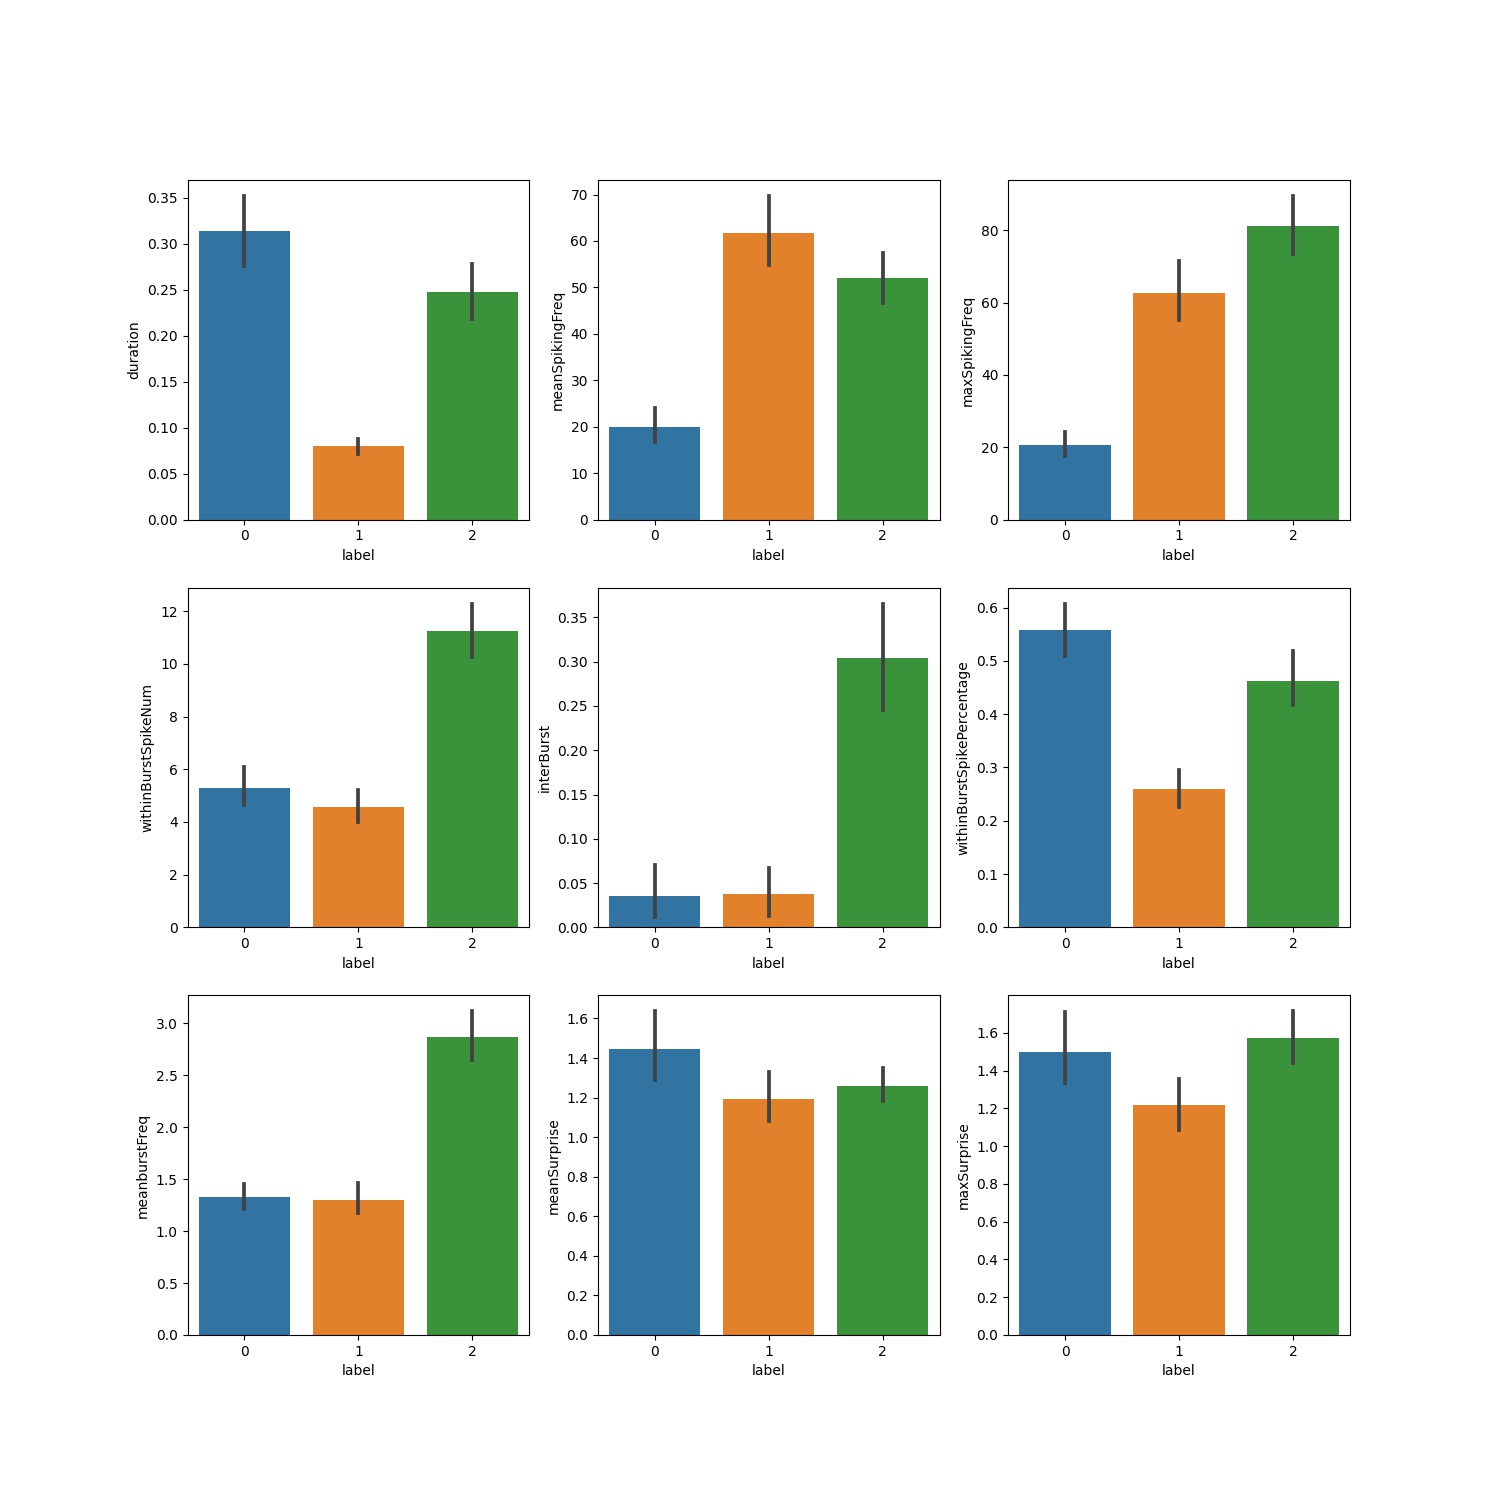 duration
0.35
0.30
0.25
0.20
0.15
0.10
0.05
0.00
0 1 2
label
meanSpikingFreq
70
60
50
40
30
20
10
0
0 1 2
label
maxSpikingFreq
80
60
40
20
0
0 1 2
label
withinBurstSpikeNum
12
10
8
6
4
2
0
0 1 2
label
interBurst
0.35
0.30
0.25
0.20
0.15
0.10
0.05
0.00
0 1 2
label
withinBurstSpikePercentage
0.6
0.5
0.4
0.3
0.2
0.1
0.0
0 1 2
label
meanburstFreq
3.0
2.5
2.0
1.5
1.0
0.5
0.0
0 1 2
label
meanSurprise
1.6
1.4
1.2
1.0
0.8
0.6
0.4
0.2
0.0
0 1 2
label
maxSurprise
1.6
1.4
1.2
1.0
0.8
0.6
0.4
0.2
0.0
0 1 2
label